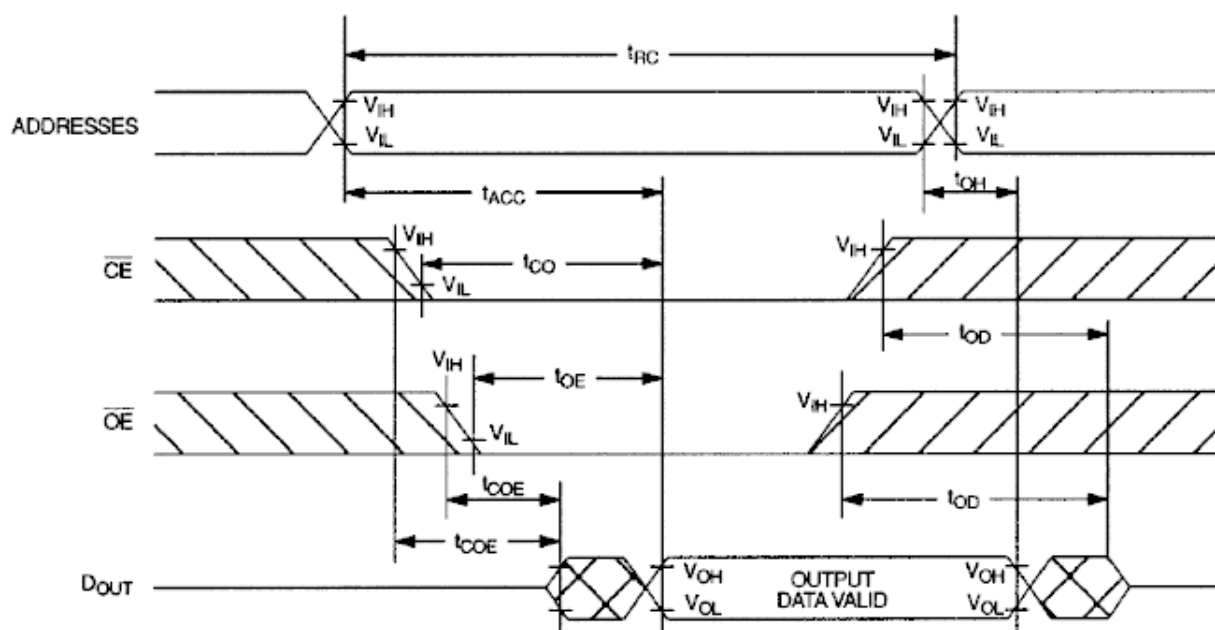 tRC
ADDRESSES
VIH
VIL
VIH
VIL
VIH
VIL
tACC
tOH
CE
VIH
VIL
tCO
VIH
tOD
OE
VIH
VIL
tOE
VIH
tCOE
tOD
tCOE
DOUT
VOH
VOL
OUTPUT
DATA VALID
VOH
VOL